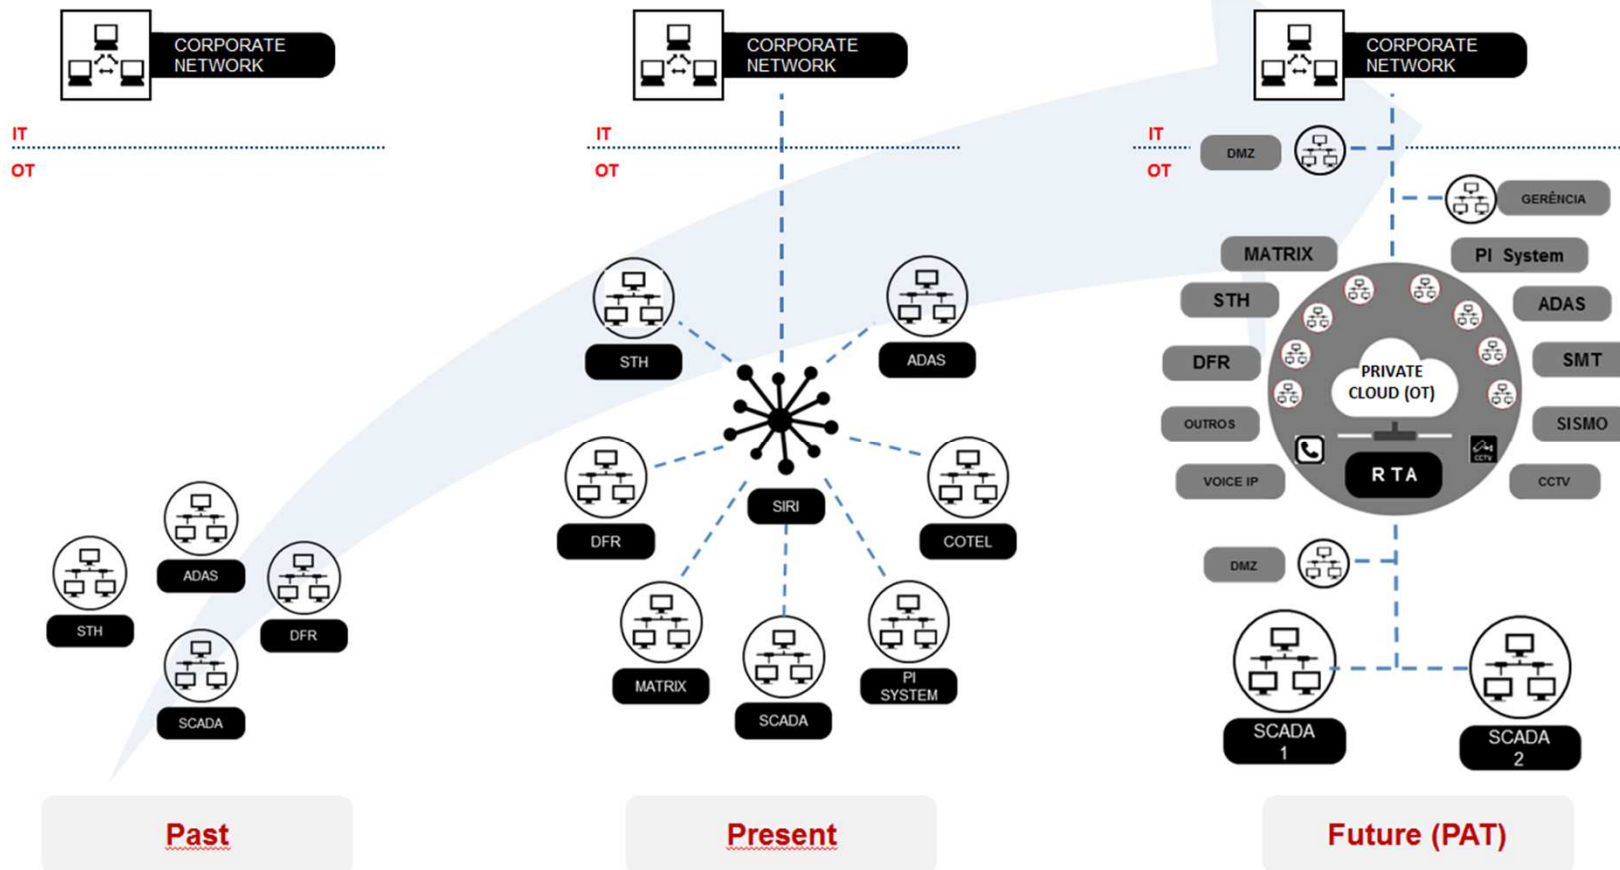 CORPORATE
NETWORK
IT
OT
STH
ADAS
DFR
SCADA
Past
CORPORATE
NETWORK
IT
OT
STH
ADAS
SIRI
DFR
COTEL
MATRIX
SCADA
PI
SYSTEM
Present
CORPORATE
NETWORK
IT
OT
DMZ
GERÊNCIA
MATRIX
PI System
STH
ADAS
DFR
SMT
PRIVATE
CLOUD (OT)
OUTROS
SISMO
CCTV
RTA
VOICE IP
CCTV
DMZ
SCADA
1
SCADA
2
Future (PAT)